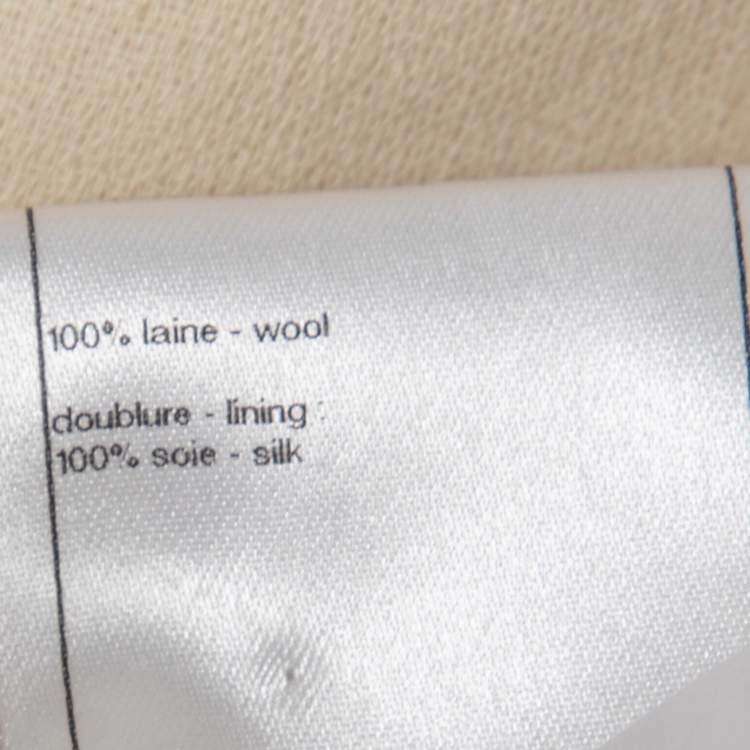 100% laine - wool
doublure - lining :
100% soie - silk